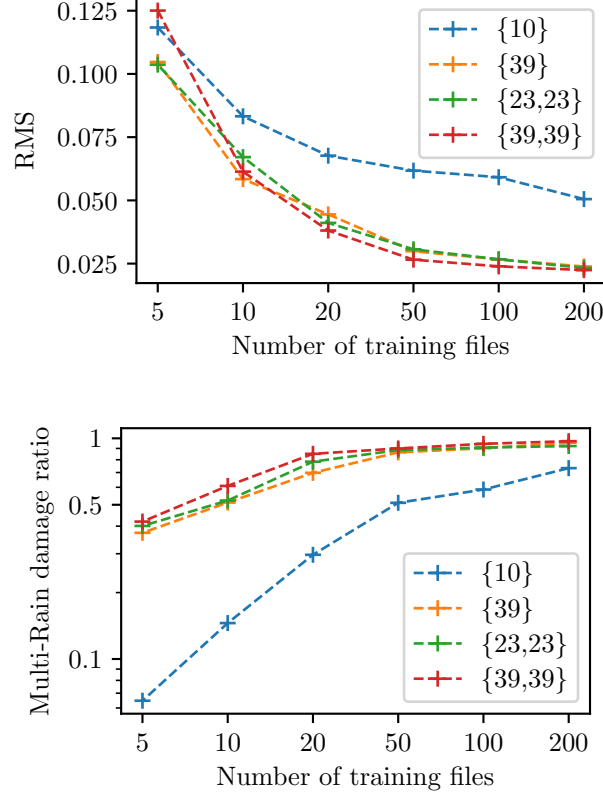 0.125
0.100
0.075
0.050
0.025
RMS
{10}
{39}
{23,23}
{39,39}
5 10 20 50 100 200
Number of training files
1
0.5
0.1
Multi-Rain damage ratio
{10}
{39}
{23,23}
{39,39}
5 10 20 50 100 200
Number of training files